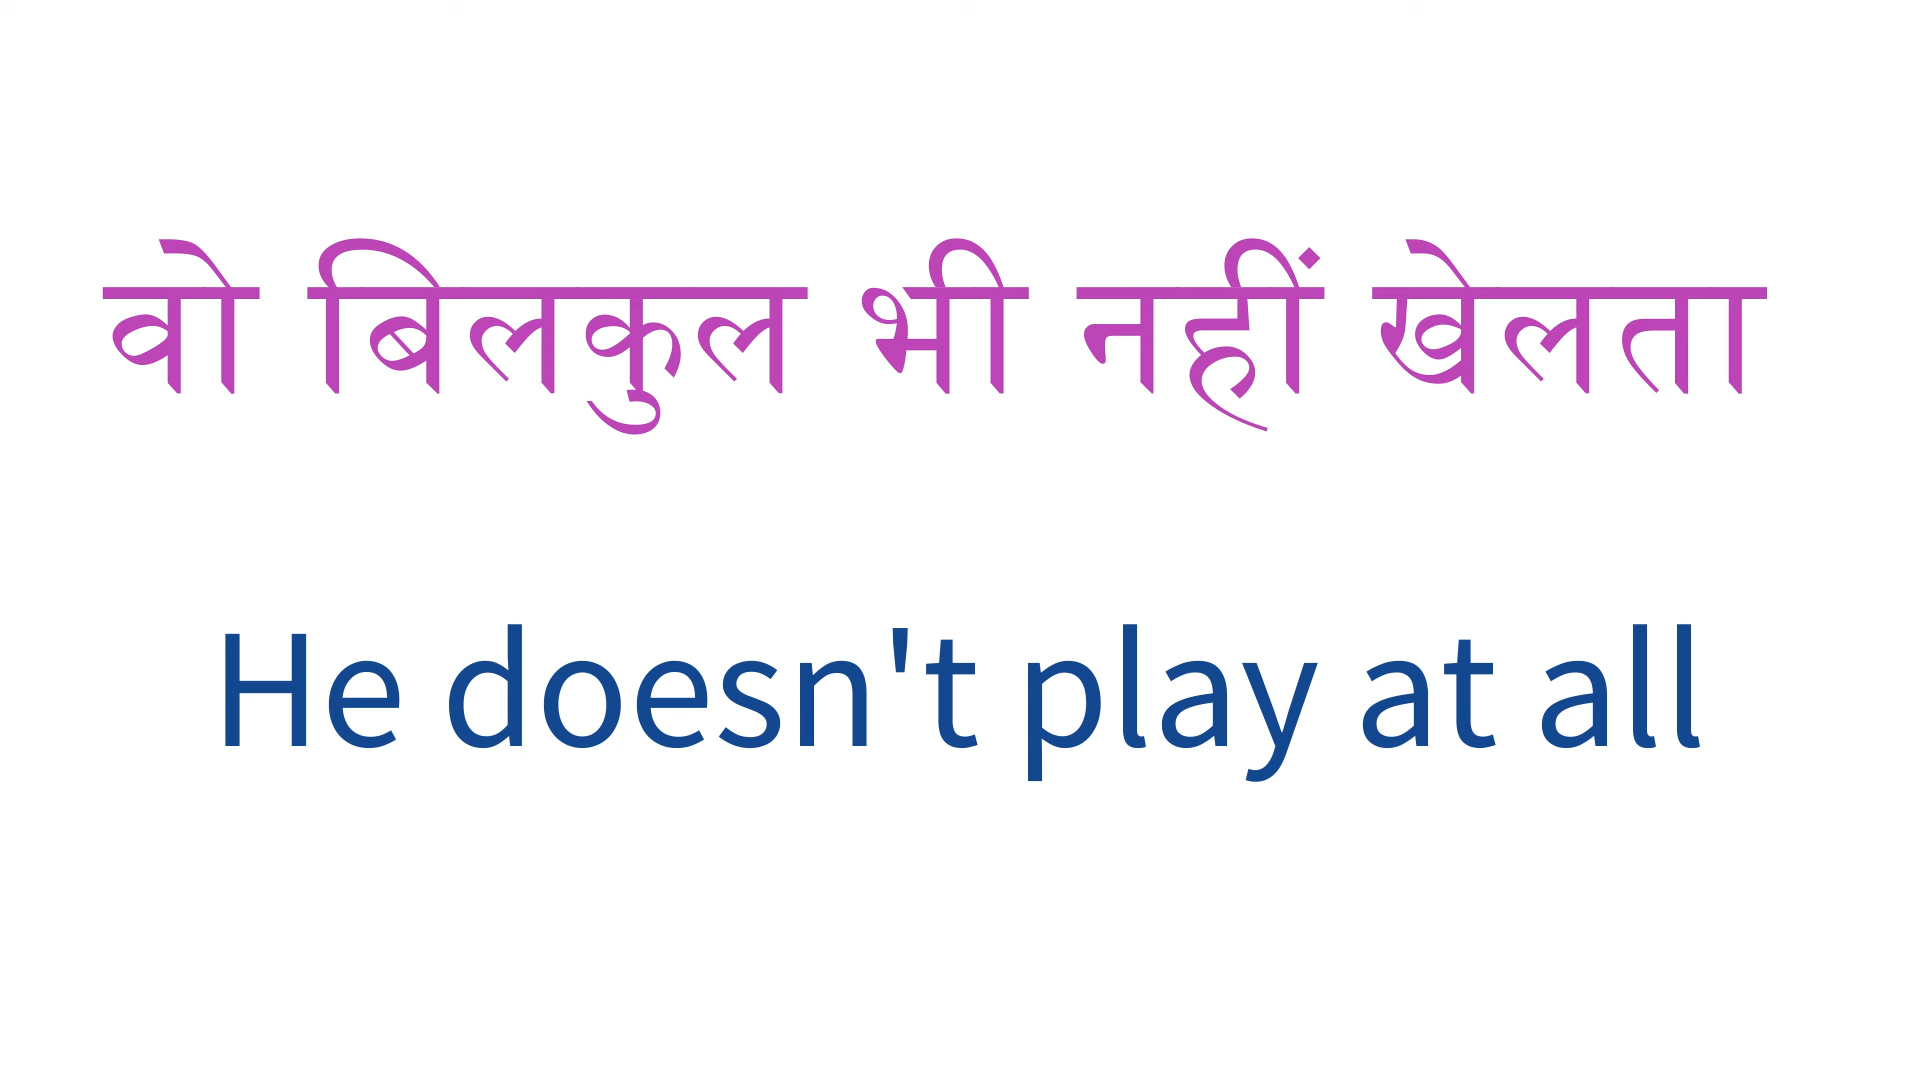 वो बिलकुल भी नहीं खेलता
He doesn't play at all